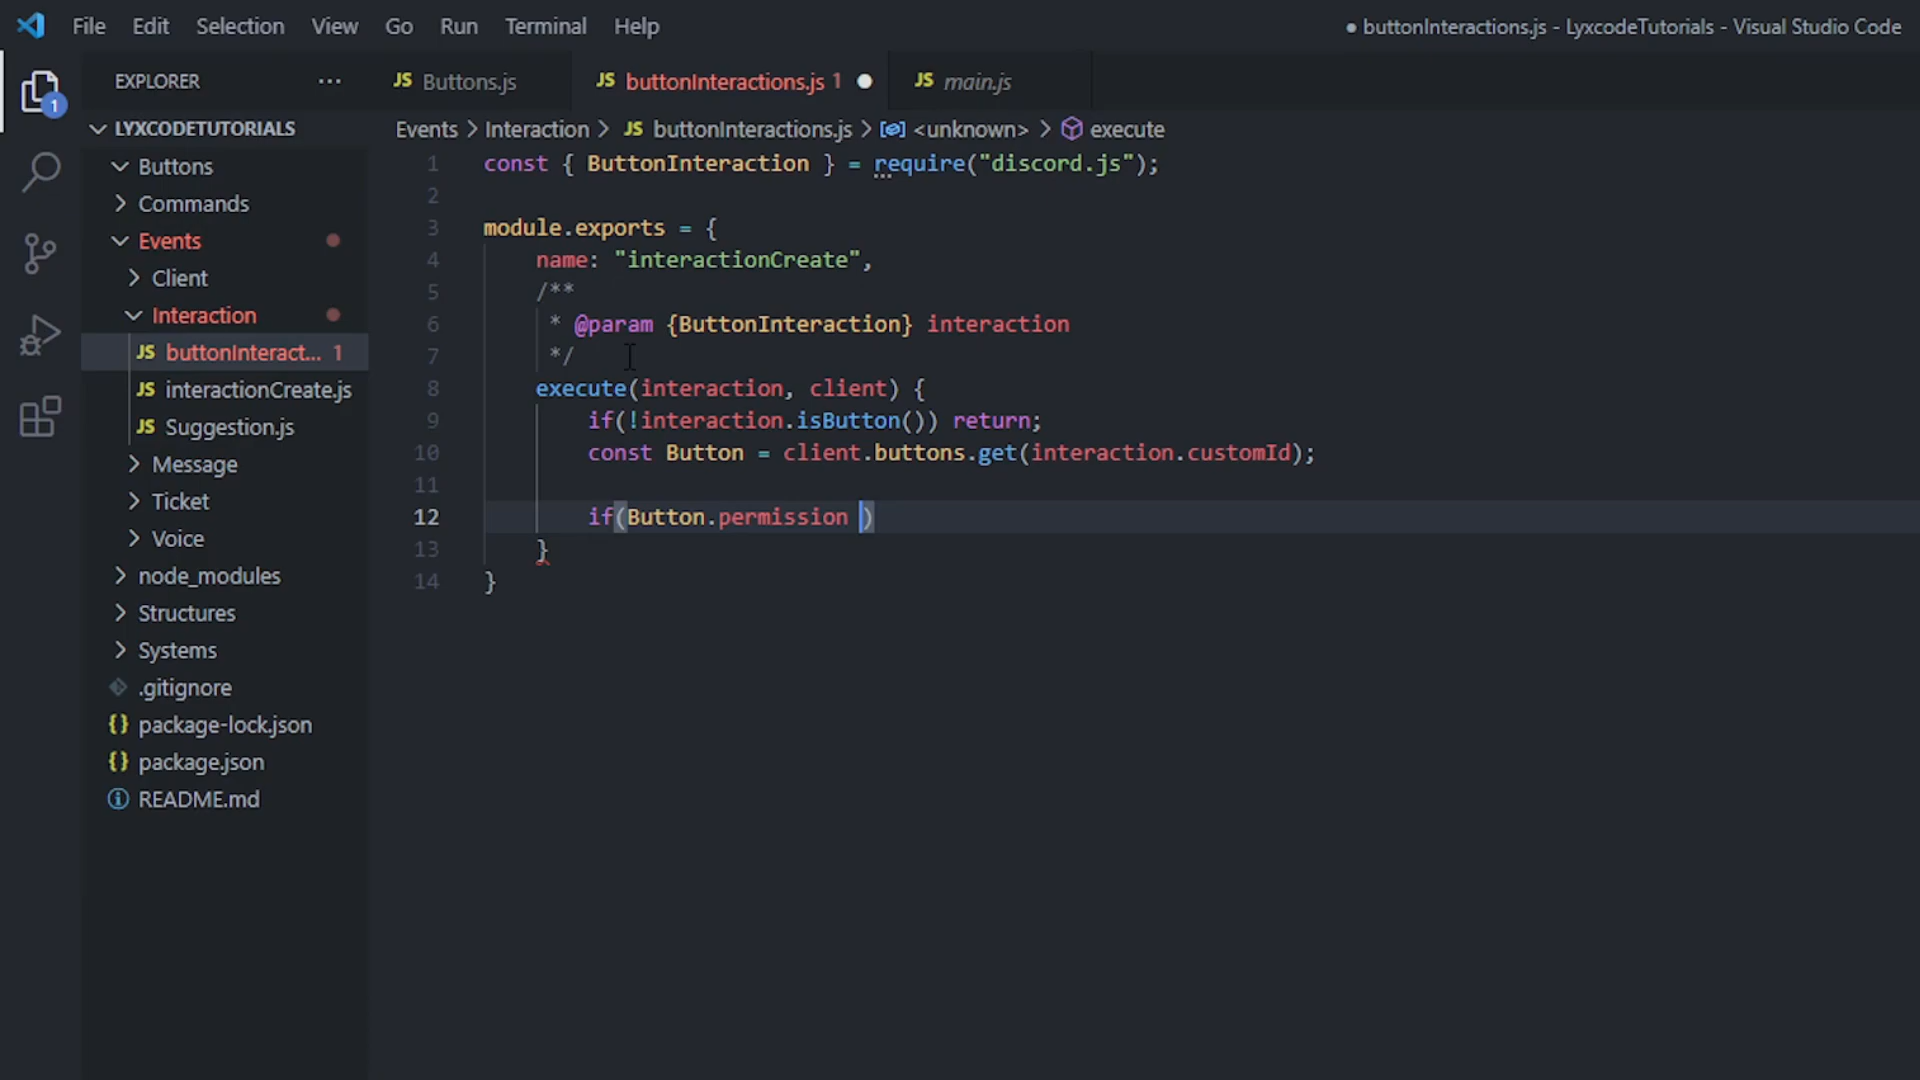 File Edit Selection View Go Run Terminal Help
● buttonInteractions.js - LyxcodeTutorials - Visual Studio Code
1
EXPLORER ···
LYXCODETUTORIALS
Buttons
Commands
Events
Client
Interaction
JS buttonInteract... 1
JS interactionCreate.js
JS Suggestion.js
Message
Ticket
Voice
node_modules
Structures
Systems
.gitignore
{} package-lock.json
{} package.json
README.md
JS Buttons.js JS buttonInteractions.js 1 ● JS main.js
Events > Interaction > JS buttonInteractions.js > <unknown> > execute
1 const { ButtonInteraction } = require("discord.js");
2
3 module.exports = {
4 name: "interactionCreate",
5 /**
6 * @param {ButtonInteraction} interaction
7 */
8 execute(interaction, client) {
9 if(!interaction.isButton()) return;
10 const Button = client.buttons.get(interaction.customId);
11
12 if(Button.permission )
13 }
14 }